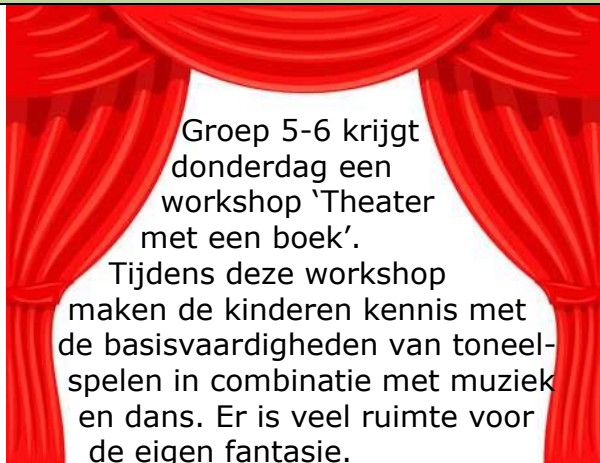 Groep 5-6 krijgt
donderdag een
workshop ‘Theater
met een boek’.
Tijdens deze workshop
maken de kinderen kennis met
de basisvaardigheden van toneel-
spelen in combinatie met muziek
en dans. Er is veel ruimte voor
de eigen fantasie.